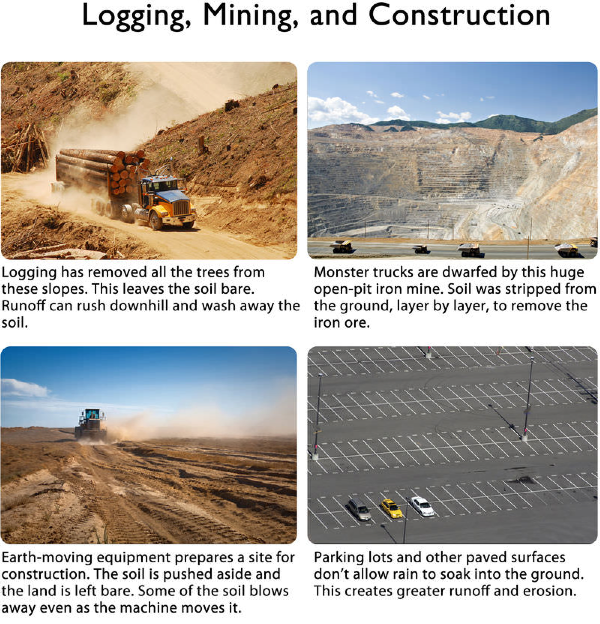 Logging, Mining, and Construction
Logging has removed all the trees from
these slopes. This leaves the soil bare.
Runoff can rush downhill and wash away the
soil.
Monster trucks are dwarfed by this huge
open-pit iron mine. Soil was stripped from
the ground, layer by layer, to remove the
iron ore.
Earth-moving equipment prepares a site for
construction. The soil is pushed aside and
the land is left bare. Some of the soil blows
away even as the machine moves it.
Parking lots and other paved surfaces
don’t allow rain to soak into the ground.
This creates greater runoff and erosion.